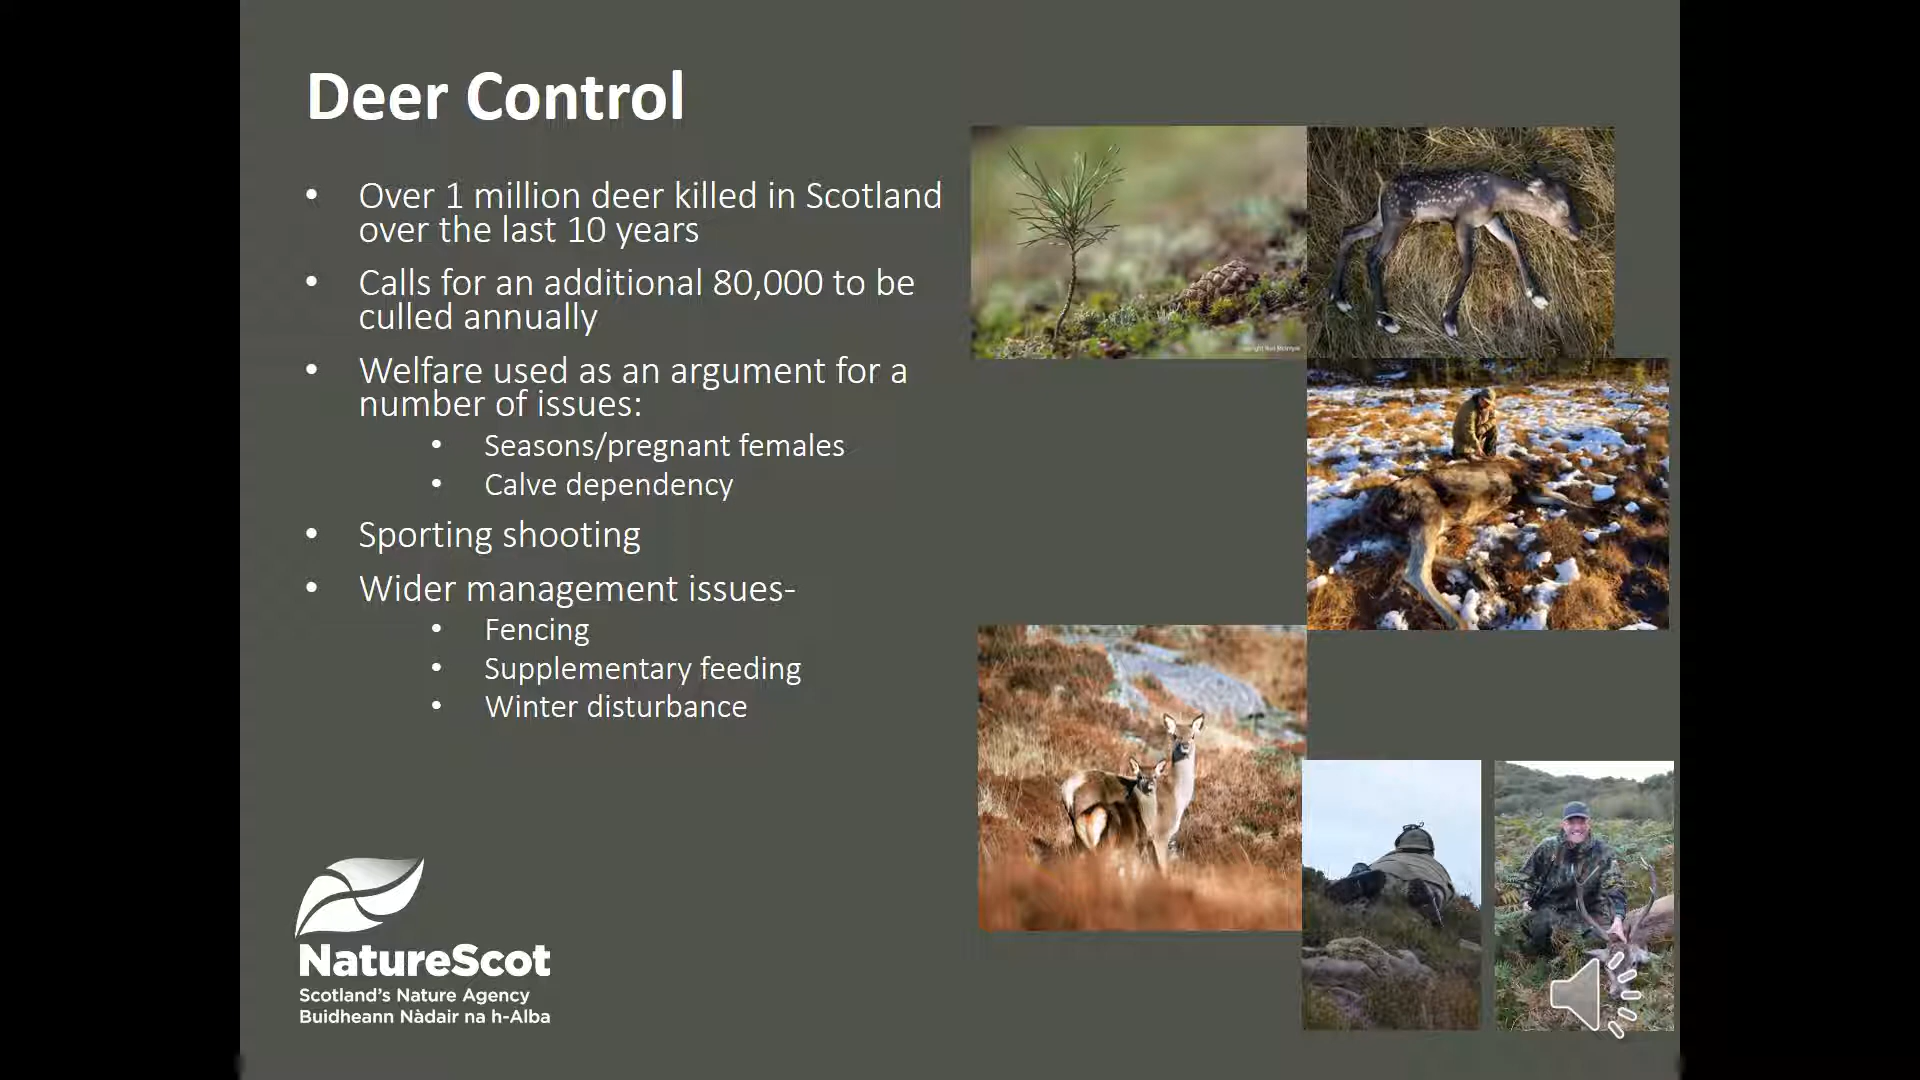 Deer Control
• Over 1 million deer killed in Scotland
over the last 10 years
• Calls for an additional 80,000 to be
culled annually
• Welfare used as an argument for a
number of issues:
• Seasons/pregnant females
• Calve dependency
• Sporting shooting
• Wider management issues-
• Fencing
• Supplementary feeding
• Winter disturbance
NatureScot
Scotland's Nature Agency
Buidheann Nàdair na h-Alba